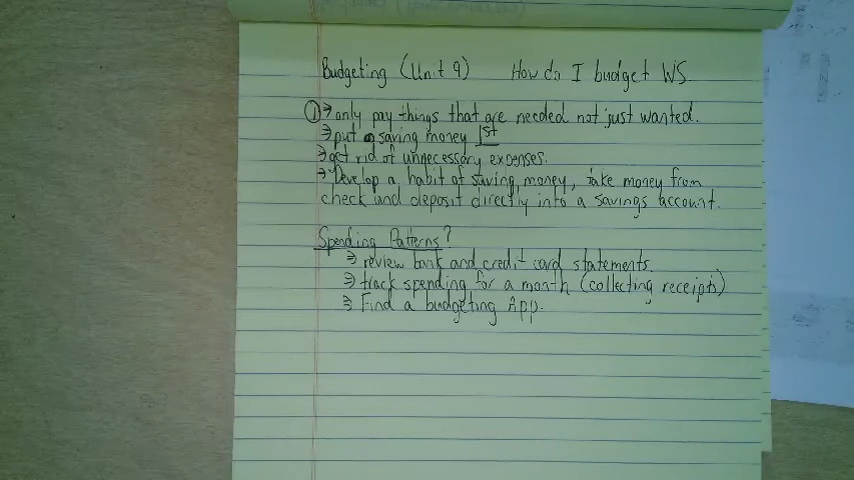 Budgeting (Unit 9) How do I budget WS.
① → only pay things that are needed not just wanted.
→ put saving money 1st
→ get rid of unnecessary expenses.
→ Develop a habit of saving money, Take money from
check and deposit directly into a savings account.
Spending Patterns?
→ review bank and credit card statements.
→ track spending for a month (collecting receipts)
→ Find a budgeting App.